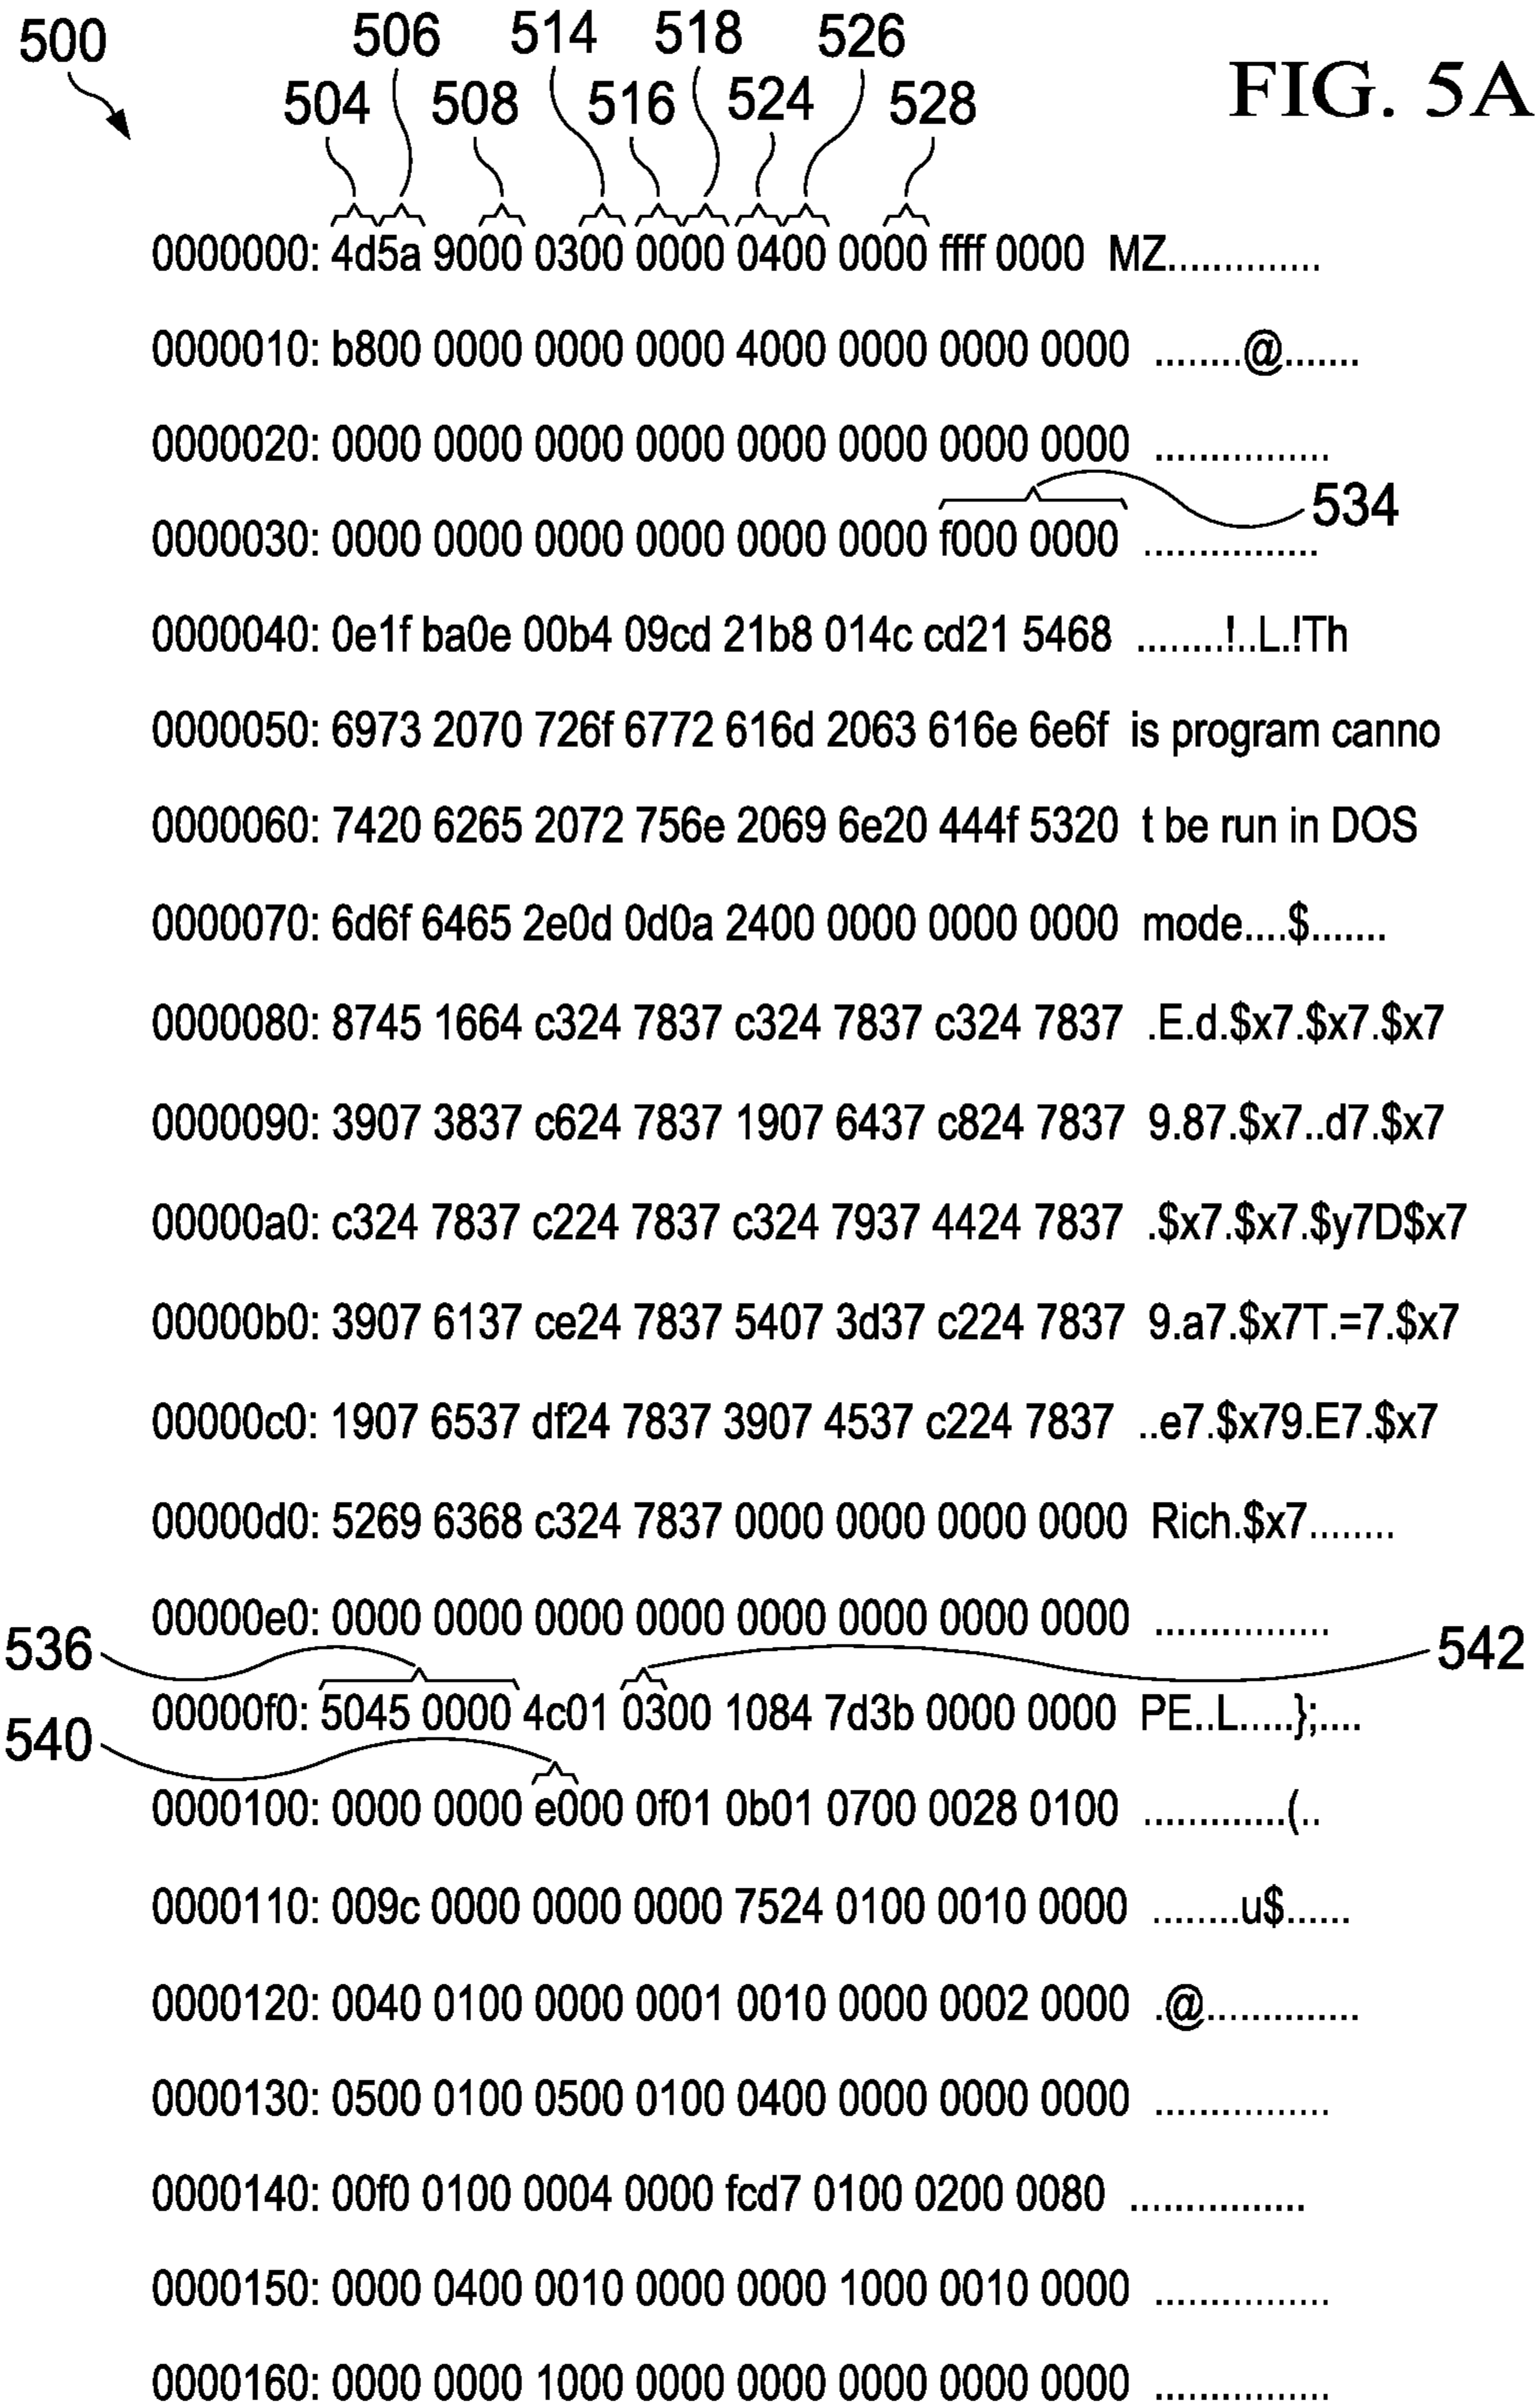 500 506 514 518 526 FIG. 5A
504 508 516 524 528
0000000: 4d5a 9000 0300 0000 0400 0000 ffff 0000 MZ..............
0000010: b800 0000 0000 0000 4000 0000 0000 0000 ........@.......
0000020: 0000 0000 0000 0000 0000 0000 0000 0000 ................
534
0000030: 0000 0000 0000 0000 0000 0000 f000 0000 ................
0000040: 0e1f ba0e 00b4 09cd 21b8 014c cd21 5468 ........!..L.!Th
0000050: 6973 2070 726f 6772 616d 2063 616e 6e6f is program canno
0000060: 7420 6265 2072 756e 2069 6e20 444f 5320 t be run in DOS
0000070: 6d6f 6465 2e0d 0d0a 2400 0000 0000 0000 mode....$.......
0000080: 8745 1664 c324 7837 c324 7837 c324 7837 .E.d.$x7.$x7.$x7
0000090: 3907 3837 c624 7837 1907 6437 c824 7837 9.87.$x7..d7.$x7
00000a0: c324 7837 c224 7837 c324 7937 4424 7837 .$x7.$x7.$y7D$x7
00000b0: 3907 6137 ce24 7837 5407 3d37 c224 7837 9.a7.$x7T.=7.$x7
00000c0: 1907 6537 df24 7837 3907 4537 c224 7837 ..e7.$x79.E7.$x7
00000d0: 5269 6368 c324 7837 0000 0000 0000 0000 Rich.$x7........
00000e0: 0000 0000 0000 0000 0000 0000 0000 0000 ................
536 542
00000f0: 5045 0000 4c01 0300 1084 7d3b 0000 0000 PE..L.....};....
540
0000100: 0000 0000 e000 0f01 0b01 0700 0028 0100 .............(..
0000110: 009c 0000 0000 0000 7524 0100 0010 0000 ........u$......
0000120: 0040 0100 0000 0001 0010 0000 0002 0000 .@..............
0000130: 0500 0100 0500 0100 0400 0000 0000 0000 ................
0000140: 00f0 0100 0004 0000 fcd7 0100 0200 0080 ................
0000150: 0000 0400 0010 0000 0000 1000 0010 0000 ................
0000160: 0000 0000 1000 0000 0000 0000 0000 0000 ................